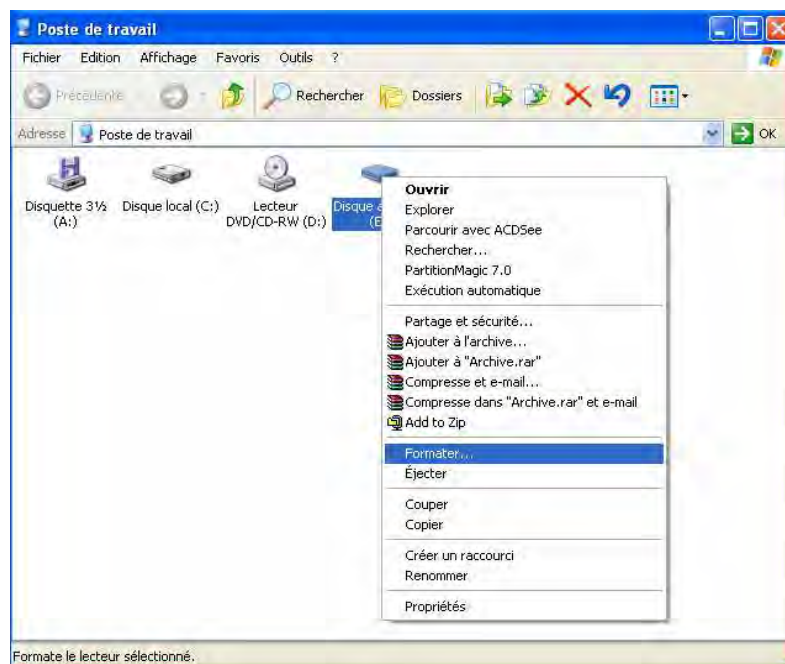 Poste de travail
Fichier Edition Affichage Favoris Outils ?
Précédente Rechercher Dossiers
Adresse Poste de travail OK
Disquette 3½ (A:)
Disque local (C:)
Lecteur DVD/CD-RW (D:)
Disque
Ouvrir
Explorer
Parcourir avec ACDSee
Rechercher...
PartitionMagic 7.0
Exécution automatique
Partage et sécurité...
Ajouter à l'archive...
Ajouter à "Archive.rar"
Compresse et e-mail...
Compresse dans "Archive.rar" et e-mail
Add to Zip
Formater...
Éjecter
Couper
Copier
Créer un raccourci
Renommer
Propriétés
Formate le lecteur sélectionné.